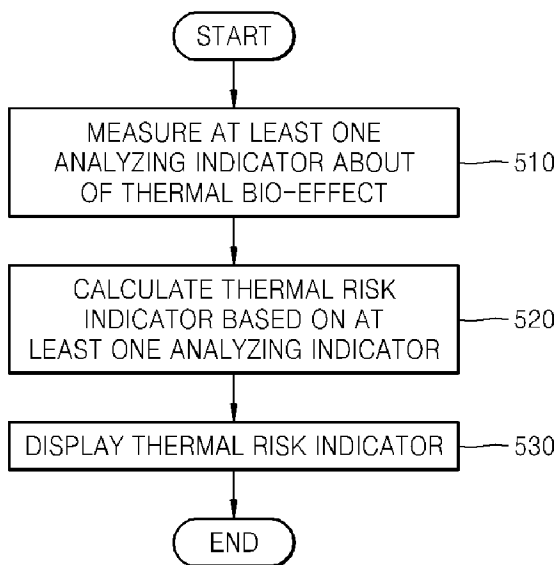 START
MEASURE AT LEAST ONE
ANALYZING INDICATOR ABOUT
OF THERMAL BIO-EFFECT
510
CALCULATE THERMAL RISK
INDICATOR BASED ON AT
LEAST ONE ANALYZING INDICATOR
520
DISPLAY THERMAL RISK INDICATOR
530
END